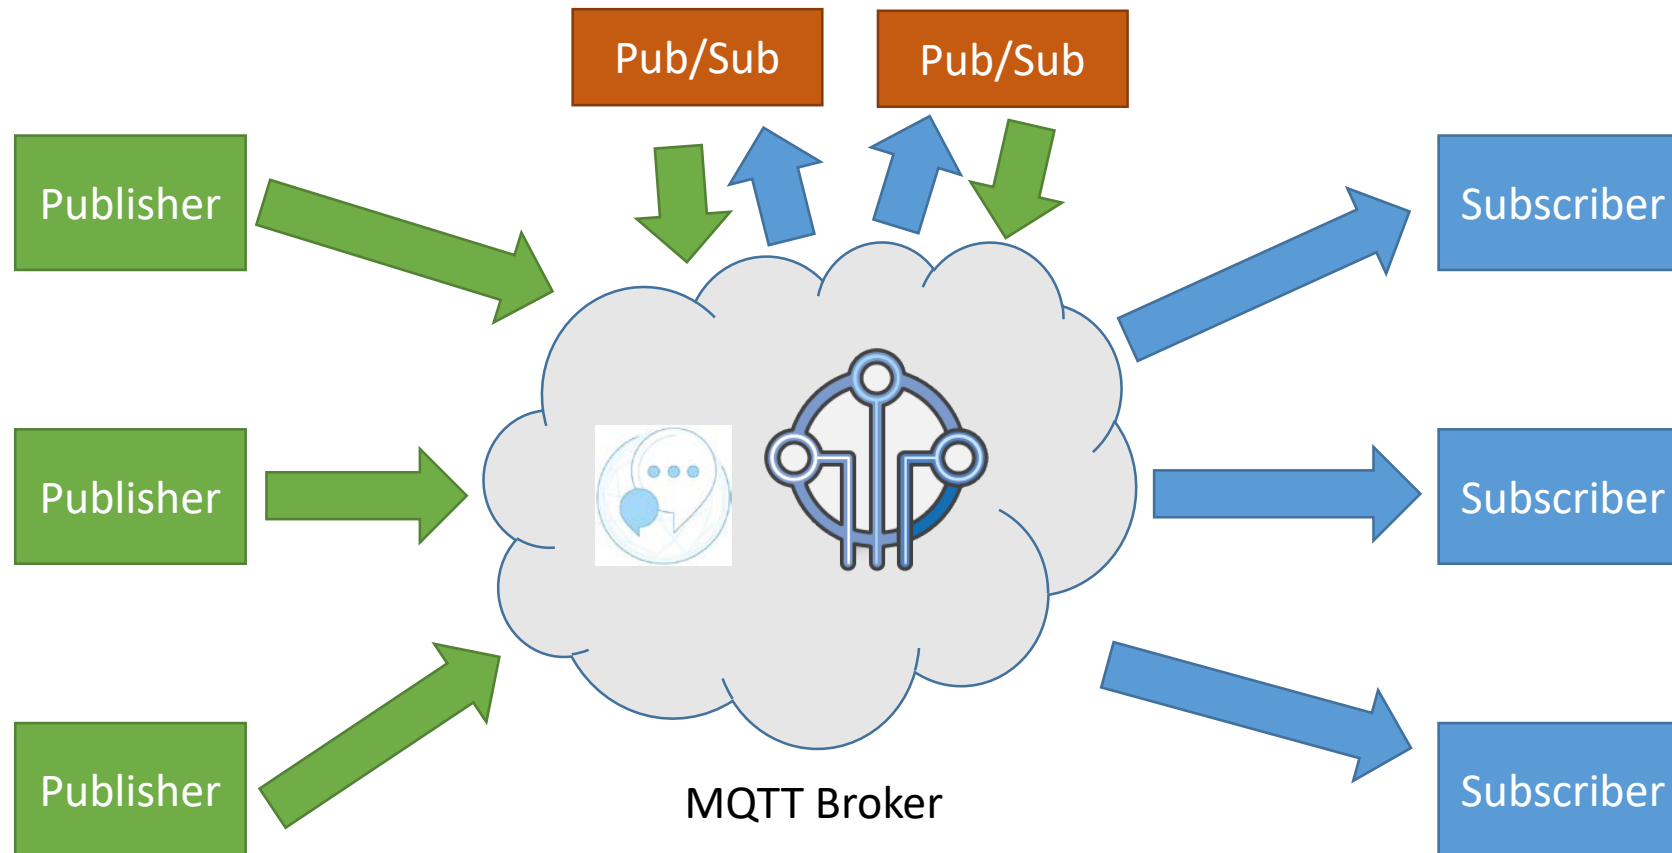 Pub/Sub
Pub/Sub
Publisher
Subscriber
Publisher
Subscriber
Publisher
Subscriber
MQTT Broker